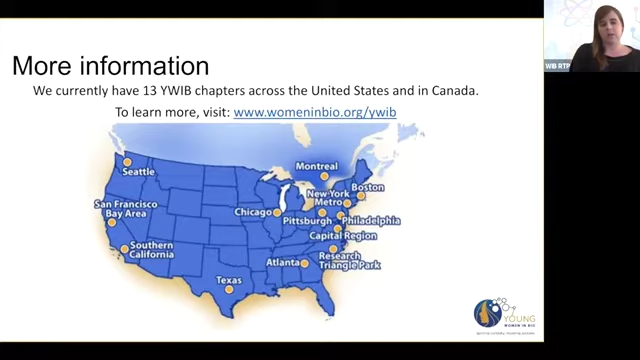 More information
We currently have 13 YWIB chapters across the United States and in Canada.
To learn more, visit: www.womeninbio.org/ywib
WIB RTP
Seattle
Montreal
Boston
New York
Metro
San Francisco
Bay Area
Chicago
Pittsburgh
Philadelphia
Capital Region
Southern
California
Research
Triangle Park
Atlanta
Texas
YOUNG
WOMEN IN BIO